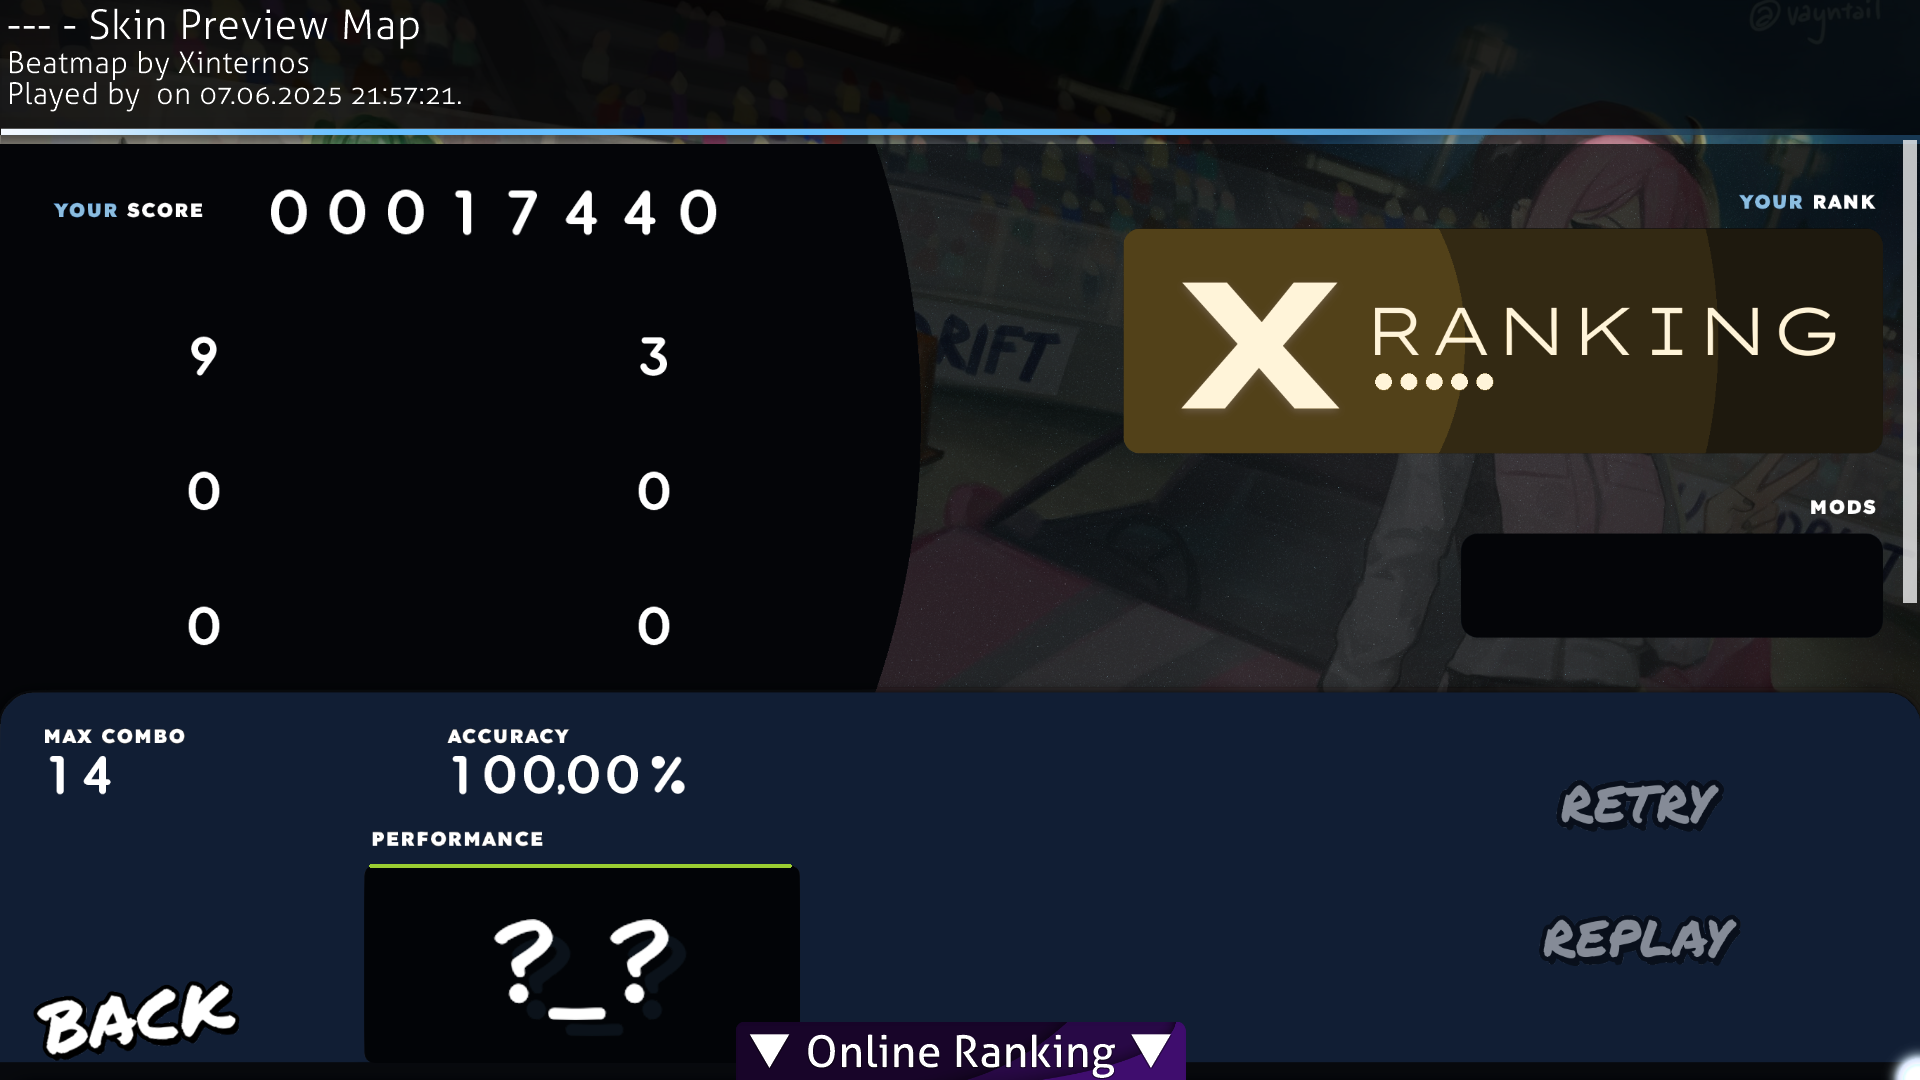 --- - Skin Preview Map
@vayntail
Beatmap by Xinternos
Played by  on 07.06.2025 21:57:21.
YOUR SCORE 00017440
YOUR RANK
9 3
X RANKING
DRIFT
0 0
MODS
0 0
MAX COMBO ACCURACY
14 100,00%
RETRY
PERFORMANCE
?_?
REPLAY
BACK
▼ Online Ranking ▼